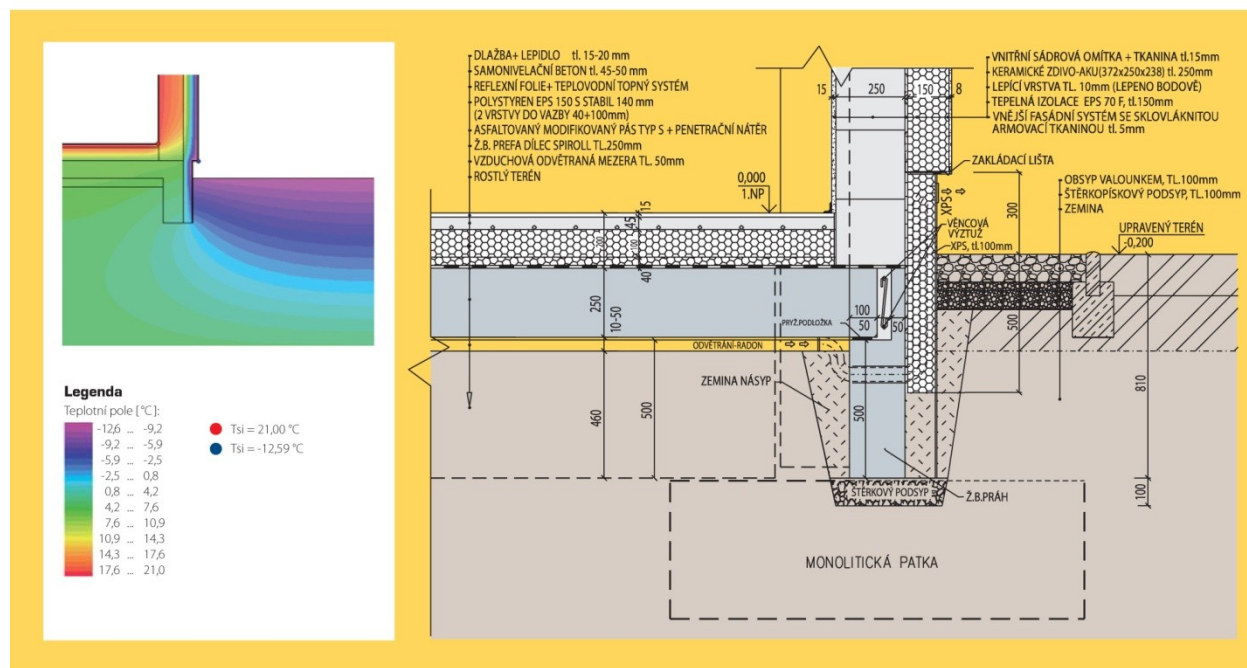 DLAŽBA+ LEPIDLO tl. 15-20 mm
SAMONIVELAČNÍ BETON tl. 45-50 mm
REFLEXNÍ FOLIE+ TEPLOVODNÍ TOPNÝ SYSTÉM
POLYSTYREN EPS 150 S STABIL 140 mm
(2 VRSTVY DO VAZBY 40+100mm)
ASFALTOVANÝ MODIFIKOVANÝ PÁS TYP S + PENETRAČNÍ NÁTĚR
Ž.B. PREFA DÍLEC SPIROLL TL.250mm
VZDUCHOVÁ ODVĚTRANÁ MEZERA TL. 50mm
ROSTLÝ TERÉN
VNITŘNÍ SÁDROVÁ OMÍTKA + TKANINA tl.15mm
KERAMICKÉ ZDIVO-AKU(372x250x238) tl. 250mm
LEPÍCÍ VRSTVA TL. 10mm (LEPENO BODOVĚ)
TEPELNÁ IZOLACE EPS 70 F, tl.150mm
VNĚJŠÍ FASÁDNÍ SYSTÉM SE SKLOVLÁKNITOU
ARMOVACÍ TKANINOU tl. 5mm
15 250 150 8
ZAKLÁDACÍ LIŠTA
OBSYP VALOUNKEM, TL.100mm
ŠTĚRKOPÍSKOVÝ PODSYP, TL.100mm
ZEMINA
0,000
1.NP
XPS
300
VĚNCOVÁ
VÝZTUŽ
XPS, tl.100mm
UPRAVENÝ TERÉN
-0,200
15
45
200
100
40
250
10-50
100
50
50
PRYŽ.PODLOŽKA
500
ODVĚTRÁNÍ-RADON
ZEMINA NÁSYP
460
500
500
810
100
ŠTĚRKOVÝ PODSYP
Ž.B.PRÁH
MONOLITICKÁ PATKA
Legenda
Teplotní pole [°C]:
-12,6 ... -9,2
-9,2 ... -5,9
-5,9 ... -2,5
-2,5 ... 0,8
0,8 ... 4,2
4,2 ... 7,6
7,6 ... 10,9
10,9 ... 14,3
14,3 ... 17,6
17,6 ... 21,0
Tsi = 21,00 °C
Tsi = -12,59 °C